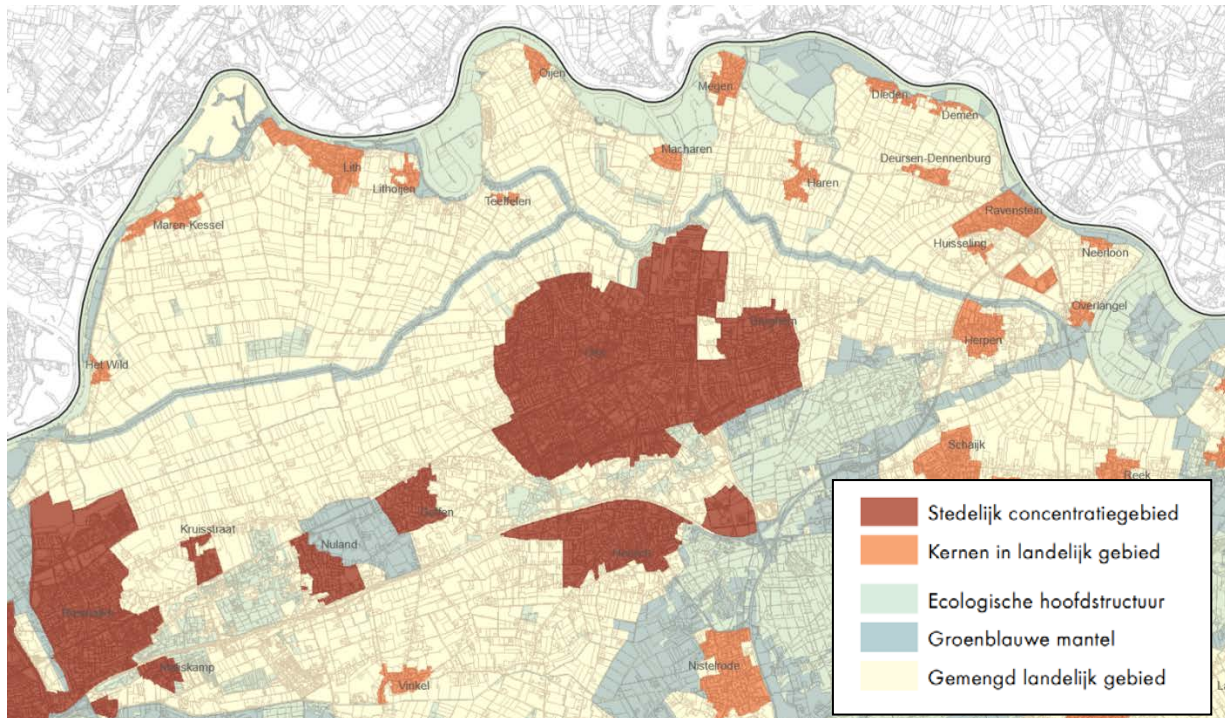 Oijen
Megen
Dieden
Demen
Macharen
Lith
Lithoijen
Deursen-Dennenburg
Haren
Teeffelen
Ravenstein
Maren-Kessel
Huisseling
Neerloon
Overlangel
Herpen
Het Wild
Schaijk
Reek
Geffen
Kruisstraat
Nuland
Nistelrode
Vinkel
Stedelijk concentratiegebied
Kernen in landelijk gebied
Ecologische hoofdstructuur
Groenblauwe mantel
Gemengd landelijk gebied